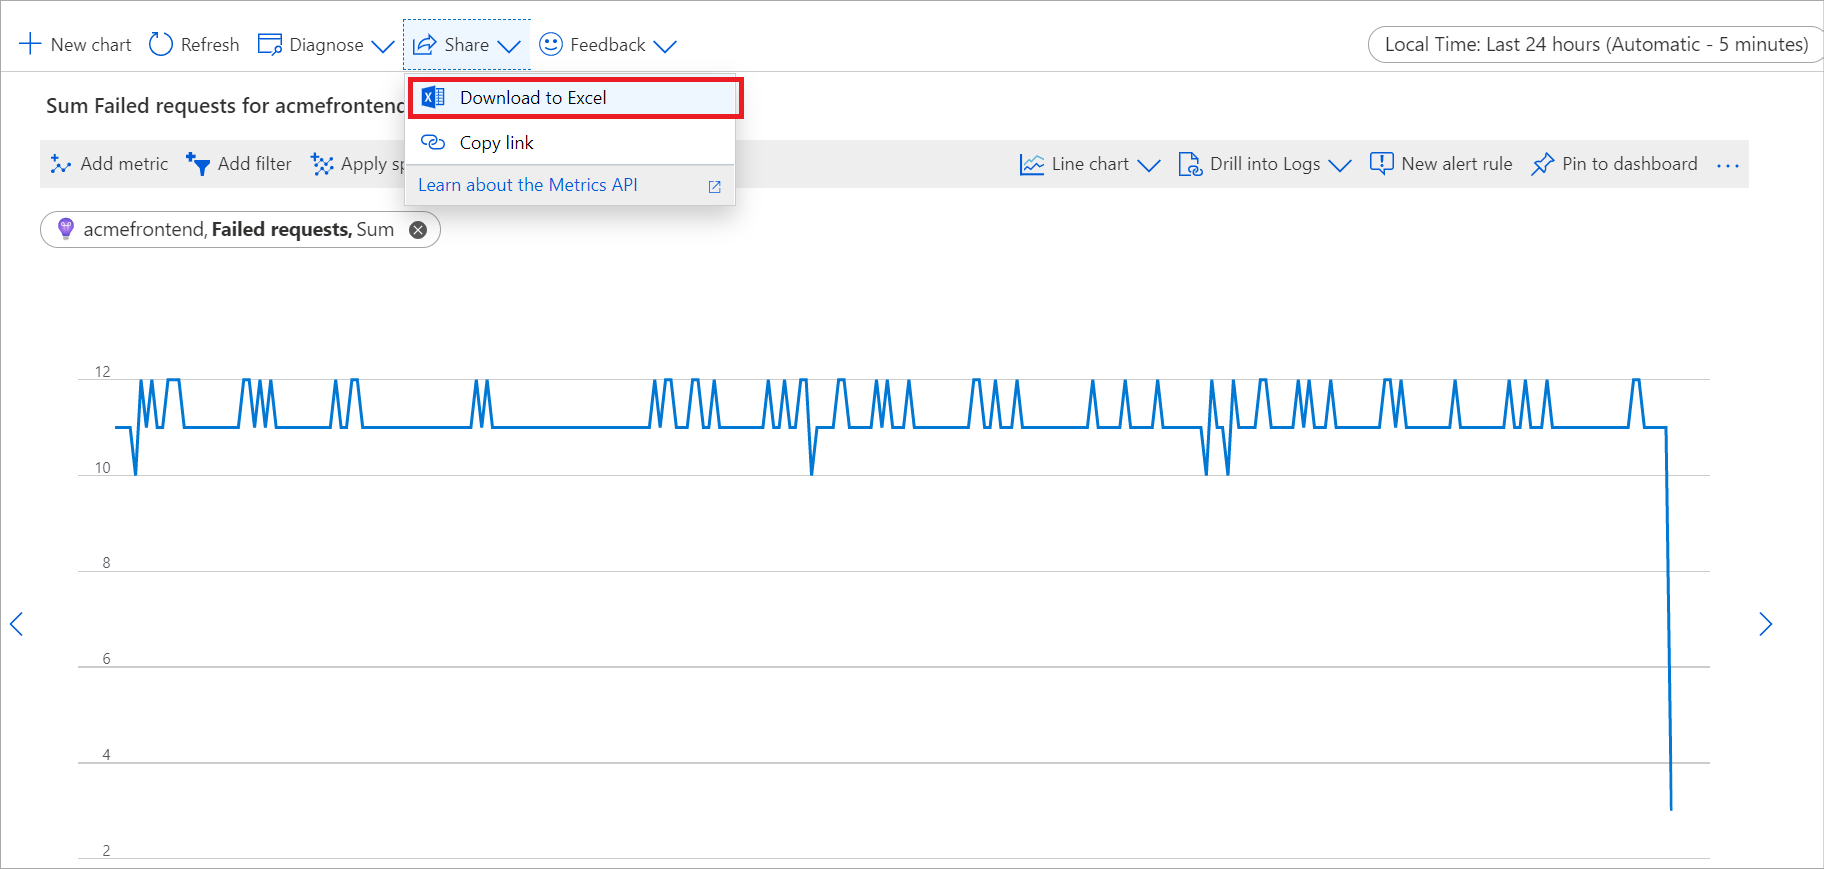 New chart Refresh Diagnose Share Feedback Local Time: Last 24 hours (Automatic - 5 minutes)
Sum Failed requests for acmefrontend
Download to Excel
Copy link
Learn about the Metrics API
Add metric Add filter Apply Line chart Drill into Logs New alert rule Pin to dashboard ...
acmefrontend, Failed requests, Sum
12
10
8
6
4
2